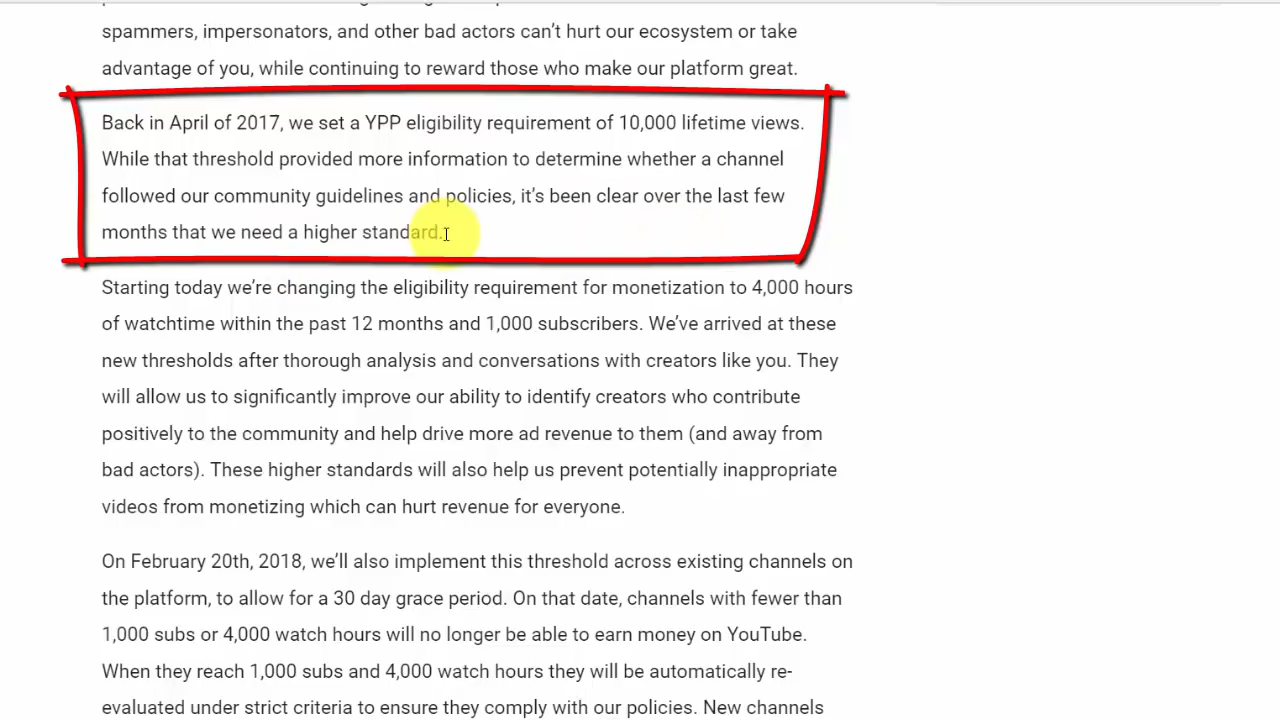 spammers, impersonators, and other bad actors can’t hurt our ecosystem or take
advantage of you, while continuing to reward those who make our platform great.
Back in April of 2017, we set a YPP eligibility requirement of 10,000 lifetime views.
While that threshold provided more information to determine whether a channel
followed our community guidelines and policies, it’s been clear over the last few
months that we need a higher standard.
Starting today we’re changing the eligibility requirement for monetization to 4,000 hours
of watchtime within the past 12 months and 1,000 subscribers. We’ve arrived at these
new thresholds after thorough analysis and conversations with creators like you. They
will allow us to significantly improve our ability to identify creators who contribute
positively to the community and help drive more ad revenue to them (and away from
bad actors). These higher standards will also help us prevent potentially inappropriate
videos from monetizing which can hurt revenue for everyone.
On February 20th, 2018, we’ll also implement this threshold across existing channels on
the platform, to allow for a 30 day grace period. On that date, channels with fewer than
1,000 subs or 4,000 watch hours will no longer be able to earn money on YouTube.
When they reach 1,000 subs and 4,000 watch hours they will be automatically re-
evaluated under strict criteria to ensure they comply with our policies. New channels